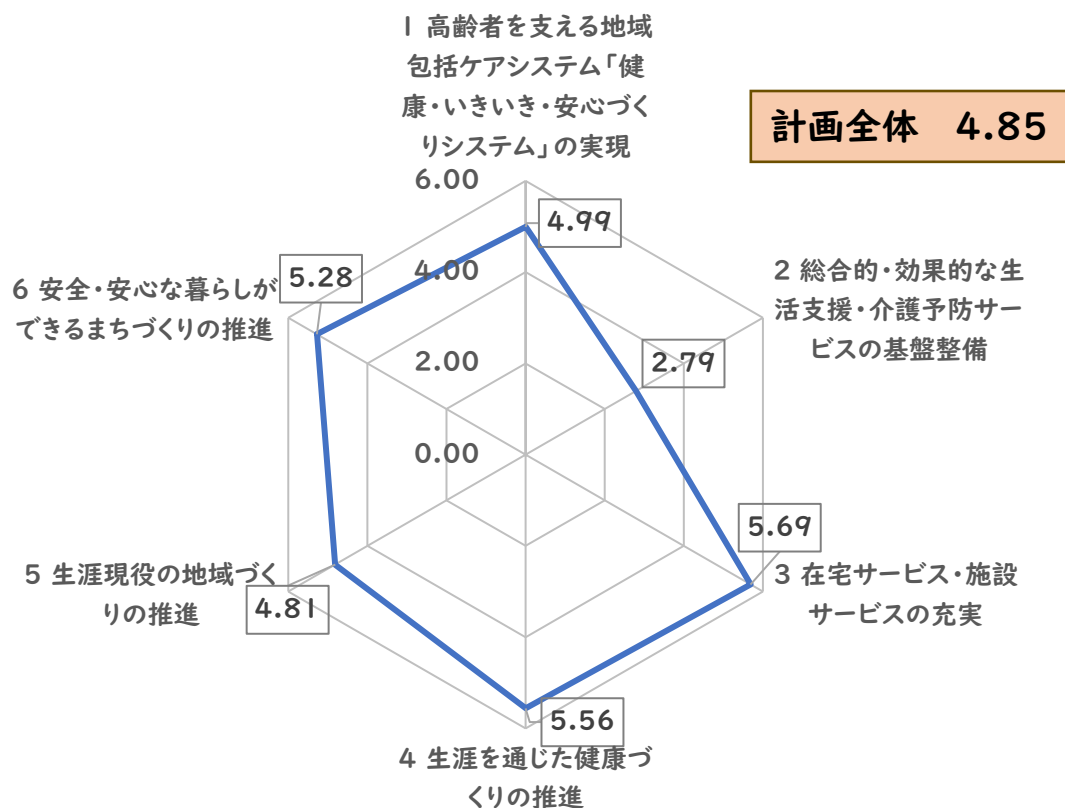 1 高齢者を支える地域
包括ケアシステム「健
康・いきいき・安心づく
りシステム」の実現
計画全体　4.85
6.00
4.99
4.00
5.28
6 安全・安心な暮らしが
できるまちづくりの推進
2 総合的・効果的な生
活支援・介護予防サー
ビスの基盤整備
2.79
2.00
0.00
5.69
3 在宅サービス・施設
サービスの充実
5 生涯現役の地域づく
りの推進
4.81
5.56
4 生涯を通じた健康づ
くりの推進